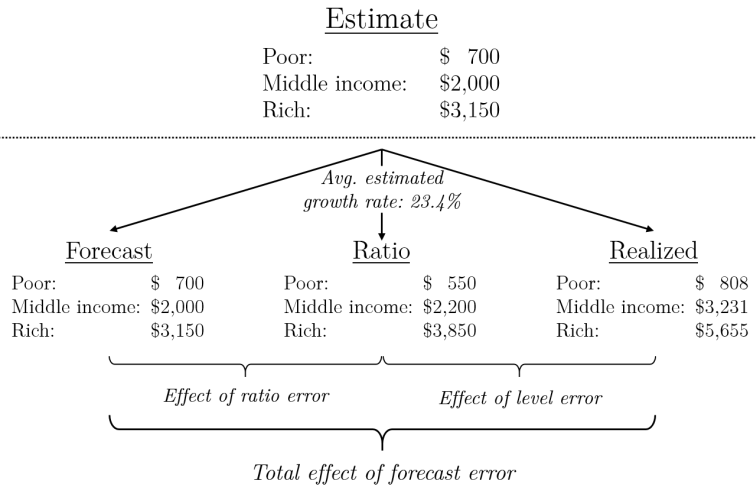 Estimate
Poor: $ 700
Middle income: $2,000
Rich: $3,150
Avg. estimated
growth rate: 23.4%
Forecast Ratio Realized
Poor: $ 700 Poor: $ 550 Poor: $ 808
Middle income: $2,000 Middle income: $2,200 Middle income: $3,231
Rich: $3,150 Rich: $3,850 Rich: $5,655
Effect of ratio error Effect of level error
Total effect of forecast error